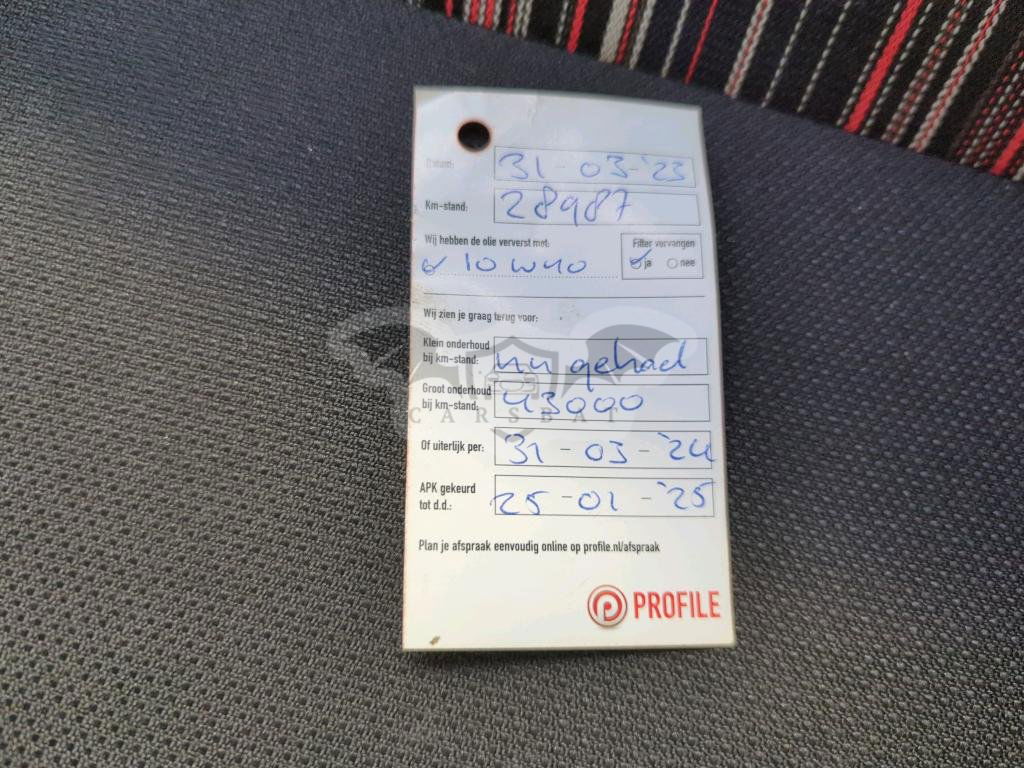 Datum: 31-03-'23
Km-stand: 28987
Wij hebben de olie ververst met: Filter vervangen
10 W40 ja nee
Wij zien je graag terug voor:
Klein onderhoud
bij km-stand: nu gehad
Groot onderhoud
bij km-stand: 43000
CARSBAT
Of uiterlijk per: 31-03-'24
APK gekeurd
tot d.d.: 25-01-'25
Plan je afspraak eenvoudig online op profile.nl/afspraak
PROFILE